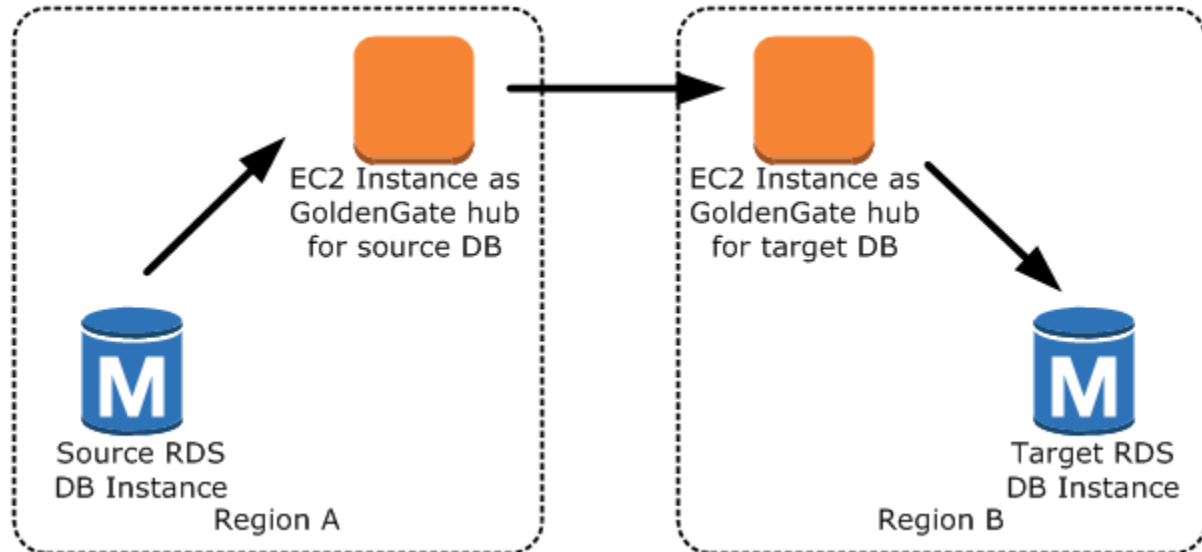 EC2 Instance as
GoldenGate hub
for source DB
EC2 Instance as
GoldenGate hub
for target DB
M
Source RDS
DB Instance
M
Target RDS
DB Instance
Region A
Region B